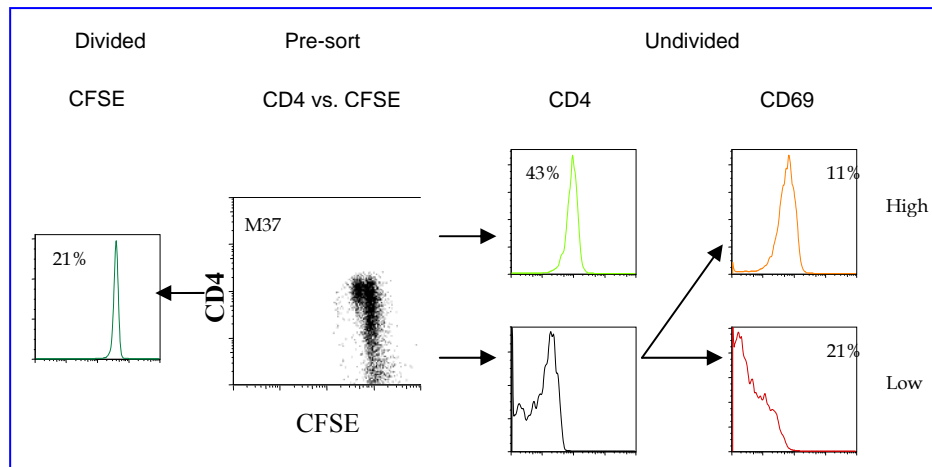 Divided Pre-sort Undivided
CFSE CD4 vs. CFSE CD4 CD69
43% 11% High
M37
21%
CD4
21% Low
CFSE